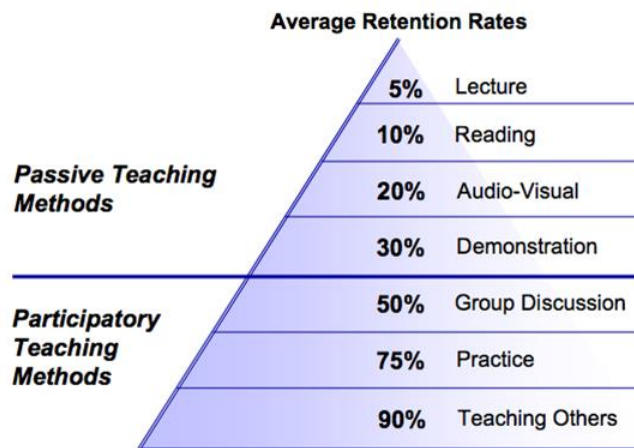 Average Retention Rates
5% Lecture
10% Reading
Passive Teaching
Methods
20% Audio-Visual
30% Demonstration
50% Group Discussion
Participatory
Teaching
Methods
75% Practice
90% Teaching Others